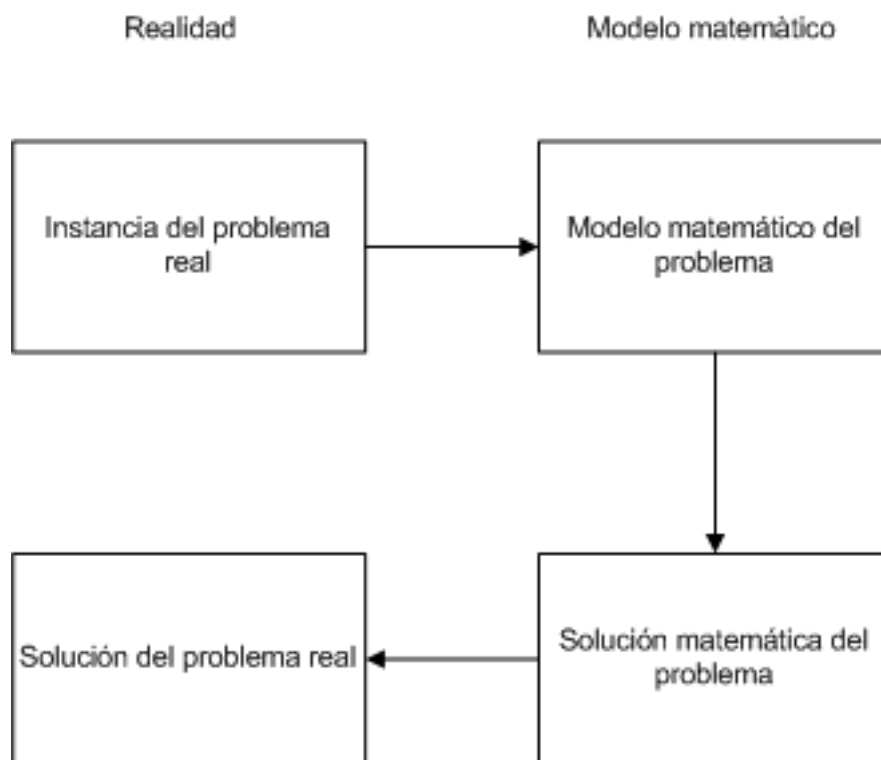 Realidad
Modelo matemàtico
Instancia del problema
real
Modelo matemático del
problema
Solución del problema real
Solución matemática del
problema